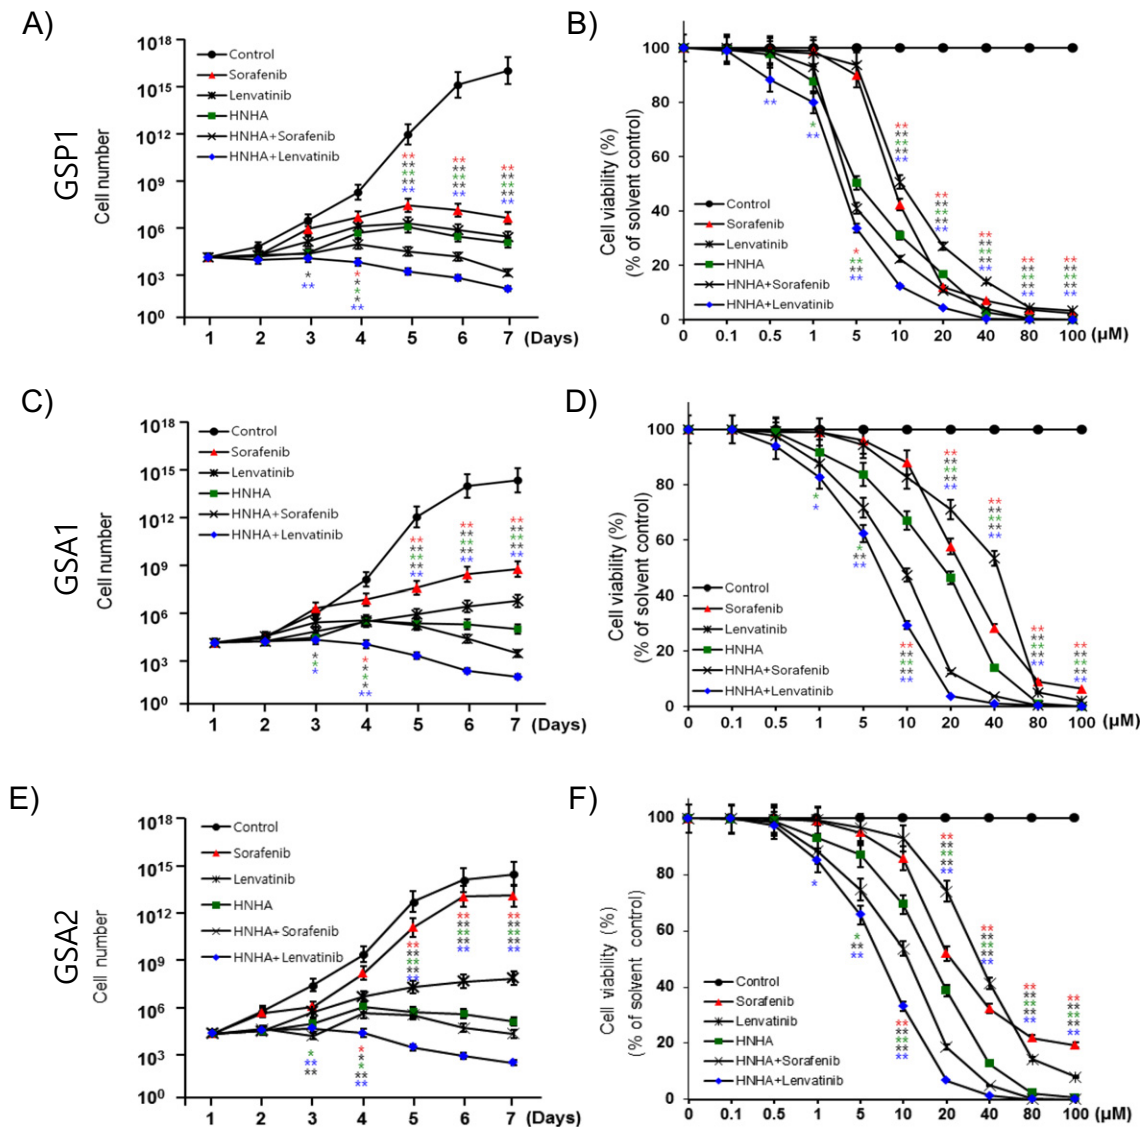 A)
GSP1
Cell number
10^18
10^15
10^12
10^9
10^6
10^3
10^0
Control
Sorafenib
Lenvatinib
HNHA
HNHA+Sorafenib
HNHA+Lenvatinib
1 2 3 4 5 6 7 (Days)
B)
Cell viability (%)
(% of solvent control)
100
80
60
40
20
0
Control
Sorafenib
Lenvatinib
HNHA
HNHA+Sorafenib
HNHA+Lenvatinib
0 0.1 0.5 1 5 10 20 40 80 100 (μM)
C)
GSA1
Cell number
10^18
10^15
10^12
10^9
10^6
10^3
10^0
Control
Sorafenib
Lenvatinib
HNHA
HNHA+Sorafenib
HNHA+Lenvatinib
1 2 3 4 5 6 7 (Days)
D)
Cell viability (%)
(% of solvent control)
100
80
60
40
20
0
Control
Sorafenib
Lenvatinib
HNHA
HNHA+Sorafenib
HNHA+Lenvatinib
0 0.1 0.5 1 5 10 20 40 80 100 (μM)
E)
GSA2
Cell number
10^18
10^15
10^12
10^9
10^6
10^3
10^0
Control
Sorafenib
Lenvatinib
HNHA
HNHA+Sorafenib
HNHA+Lenvatinib
1 2 3 4 5 6 7 (Days)
F)
Cell viability (%)
(% of solvent control)
100
80
60
40
20
0
Control
Sorafenib
Lenvatinib
HNHA
HNHA+Sorafenib
HNHA+Lenvatinib
0 0.1 0.5 1 5 10 20 40 80 100 (μM)